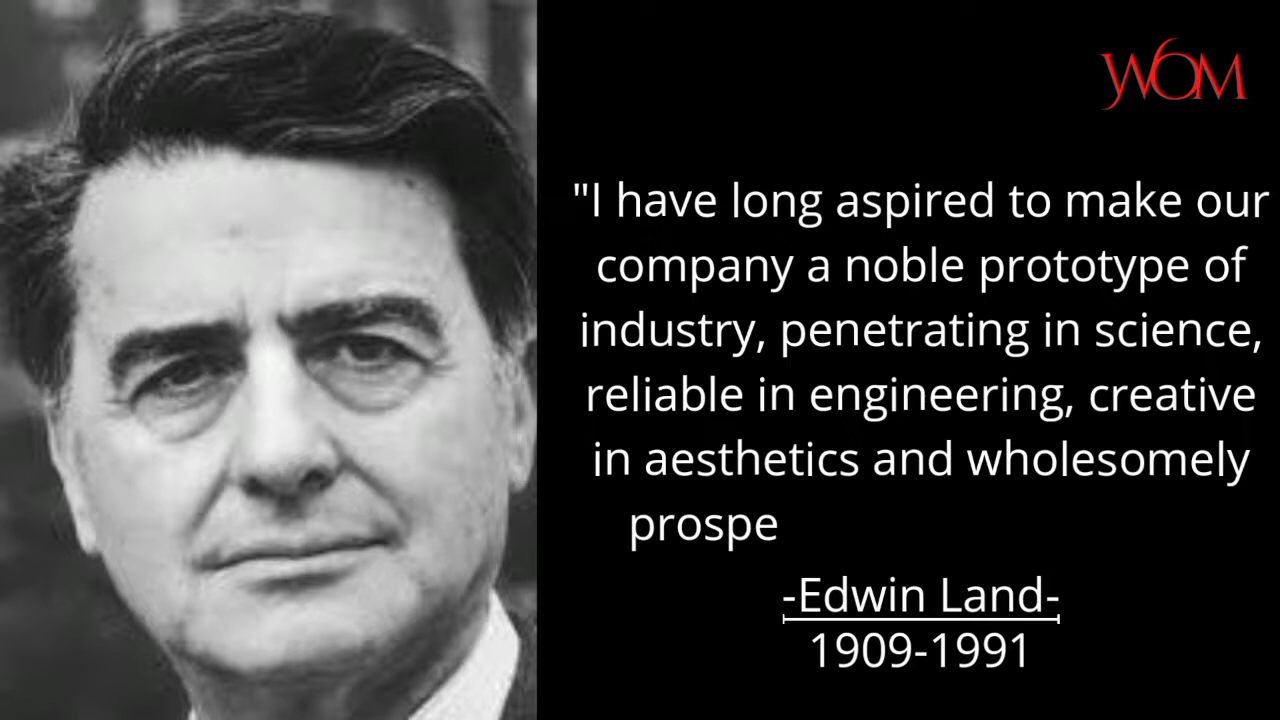 WOM
"I have long aspired to make our
company a noble prototype of
industry, penetrating in science,
reliable in engineering, creative
in aesthetics and wholesomely
prospe
-Edwin Land-
1909-1991